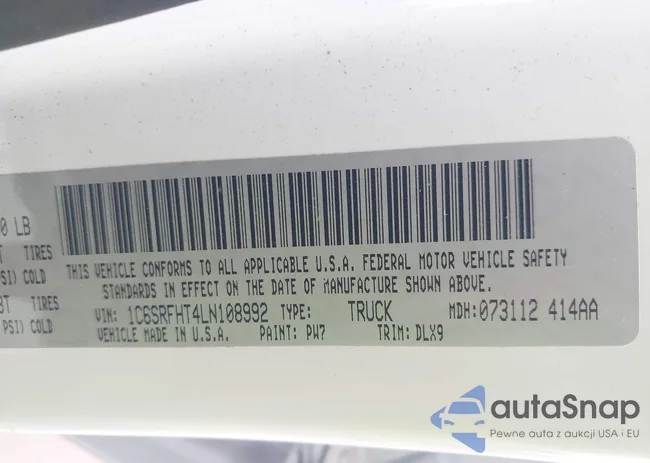 0 LB
TIRES
PSI) COLD
THIS VEHICLE CONFORMS TO ALL APPLICABLE U.S.A. FEDERAL MOTOR VEHICLE SAFETY
STANDARDS IN EFFECT ON THE DATE OF MANUFACTURE SHOWN ABOVE.
BT TIRES
PSI) COLD
VIN: 1C6SRFHT4LN108992 TYPE: TRUCK MDH: 073112 414AA
VEHICLE MADE IN U.S.A. PAINT: PW7 TRIM: DLX9
autoSnap
Pewne auta z aukcji USA i EU